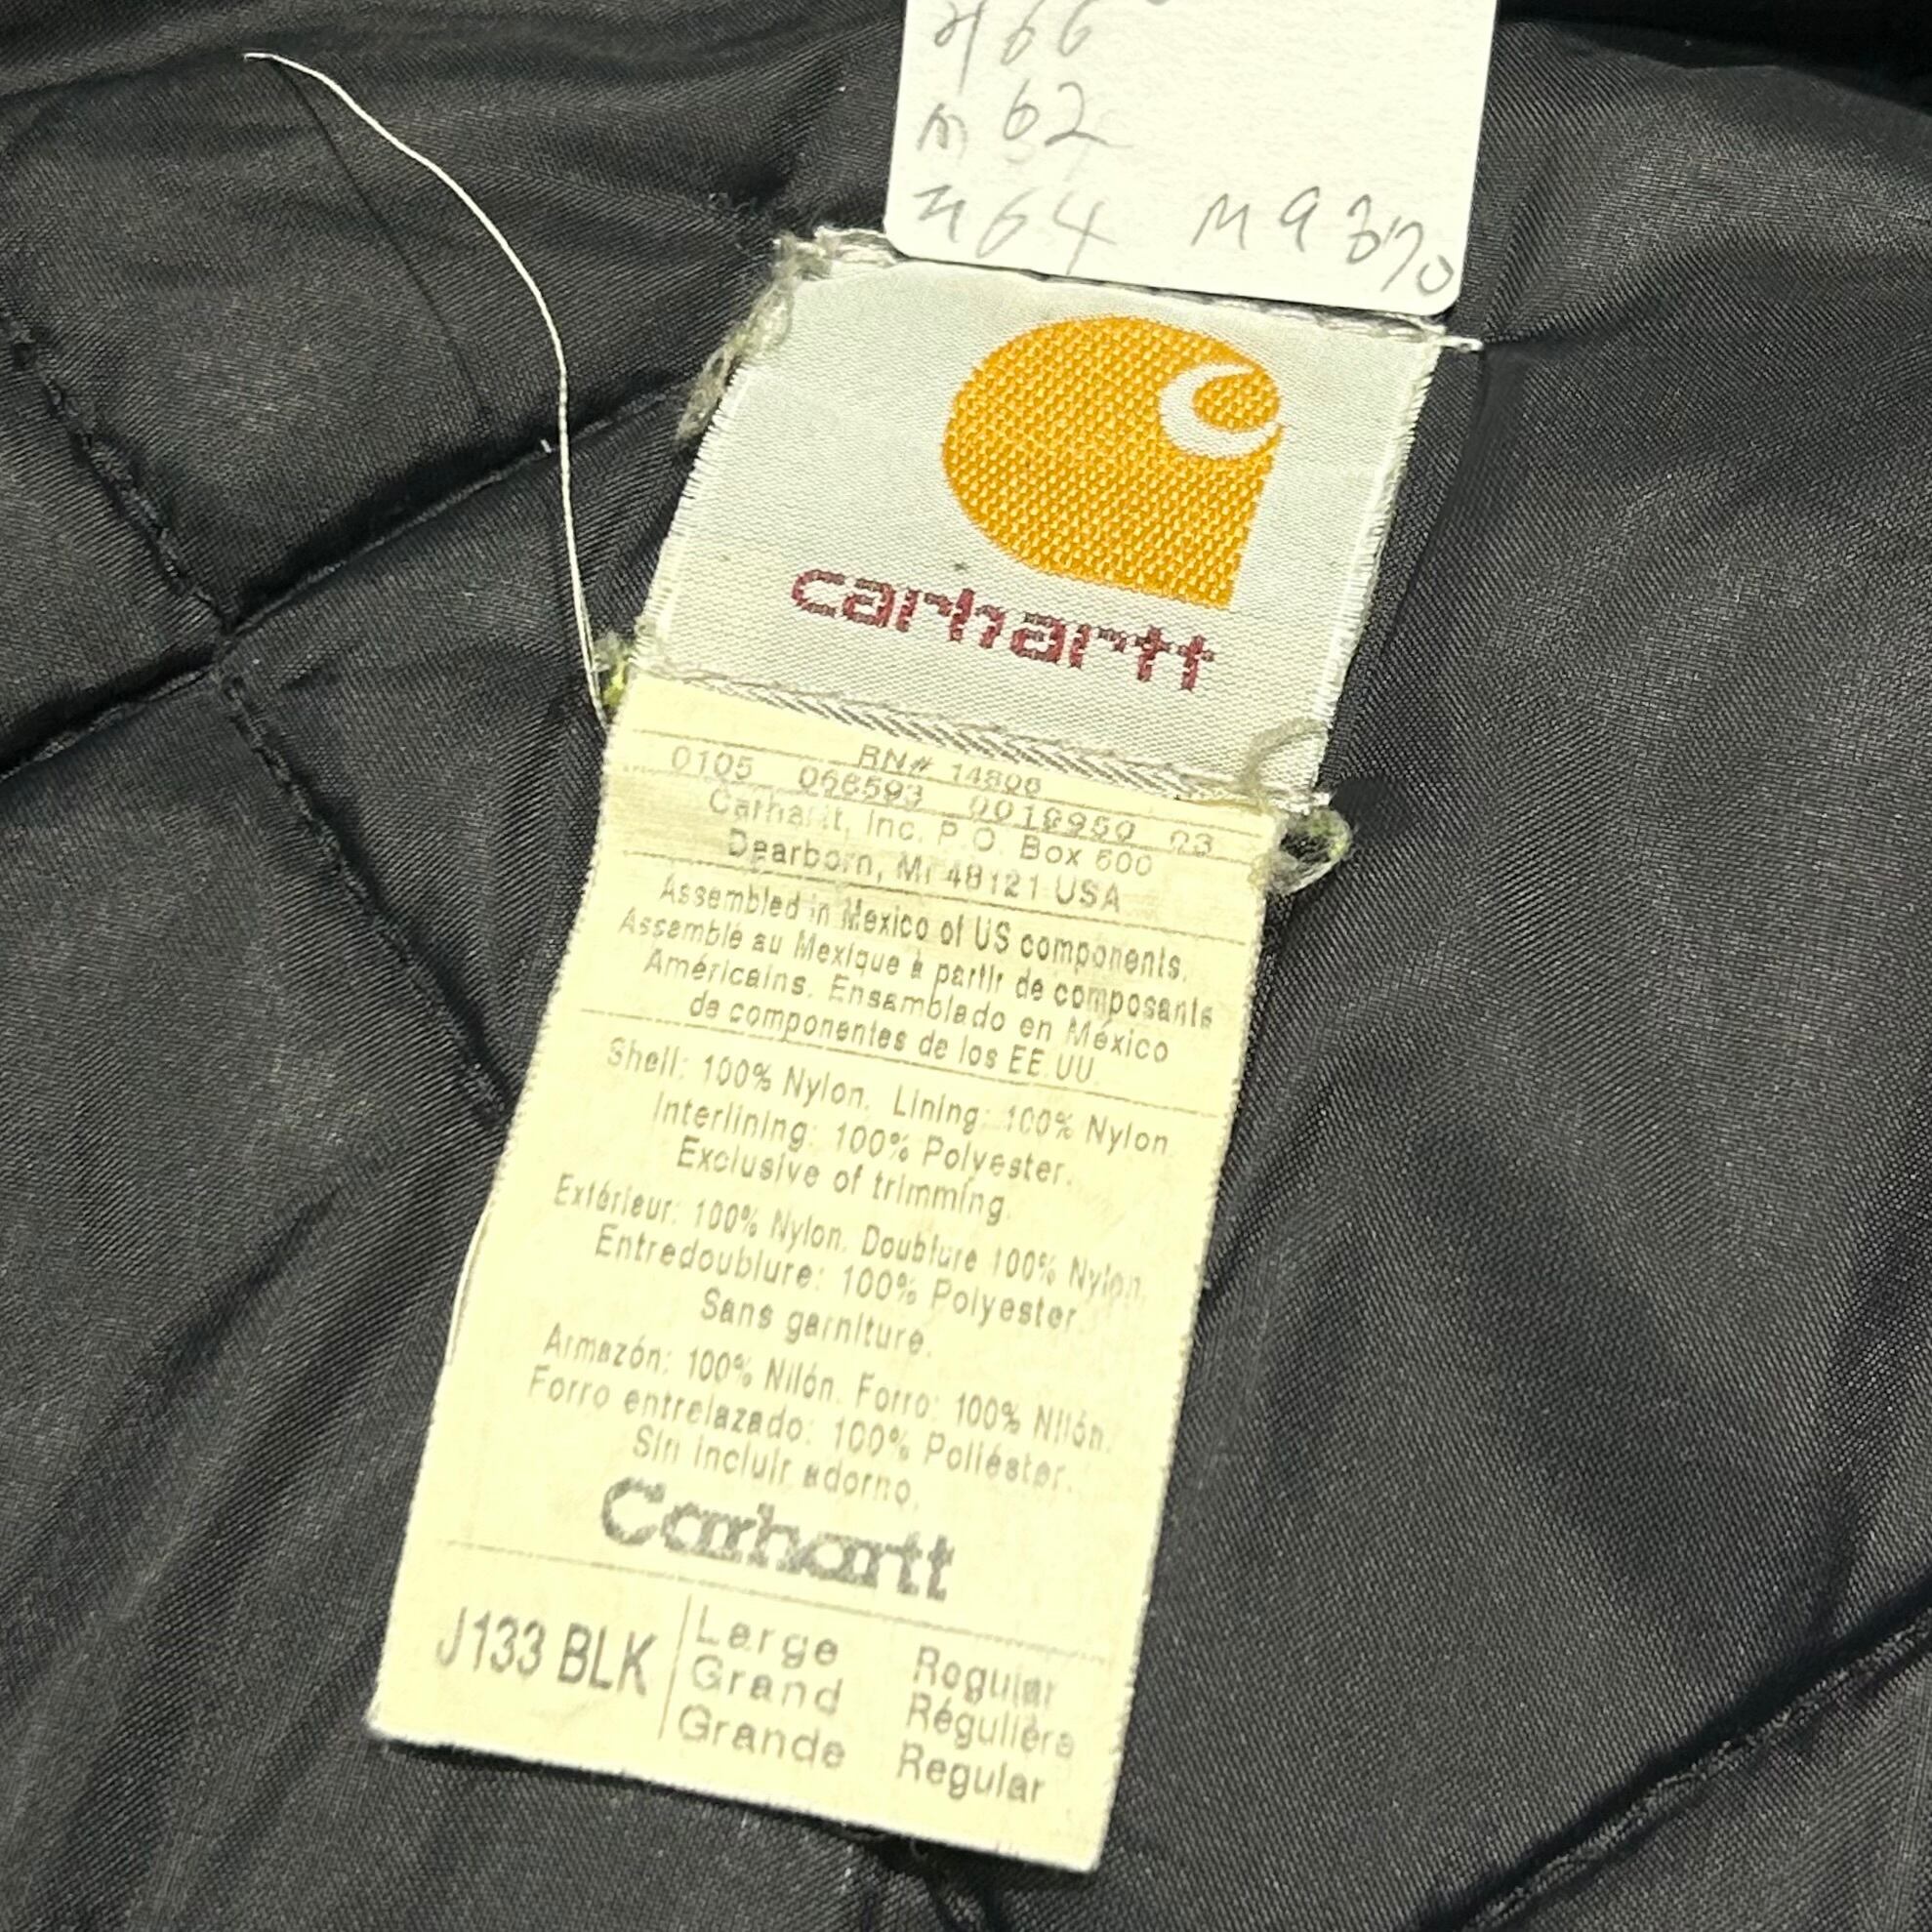 66
62
64 M9370
carhartt
RN# 14806
0105 066593 0019950 03
Carhartt, Inc. P.O. Box 600
Dearborn, MI 48121 USA
Assembled in Mexico of US components.
Assemblé au Mexique à partir de composants
Américains. Ensamblado en México
de componentes de los EE.UU.
Shell: 100% Nylon. Lining: 100% Nylon
Interlining: 100% Polyester.
Exclusive of trimming.
Extérieur: 100% Nylon. Doublure 100% Nylon.
Entredoublure: 100% Polyester
Sans garniture.
Armazón: 100% Nilón. Forro: 100% Nilón.
Forro entrelazado: 100% Poliéster.
Sin incluir adorno.
Carhartt
J133 BLK
Large Regular
Grand Régulière
Grande Regular